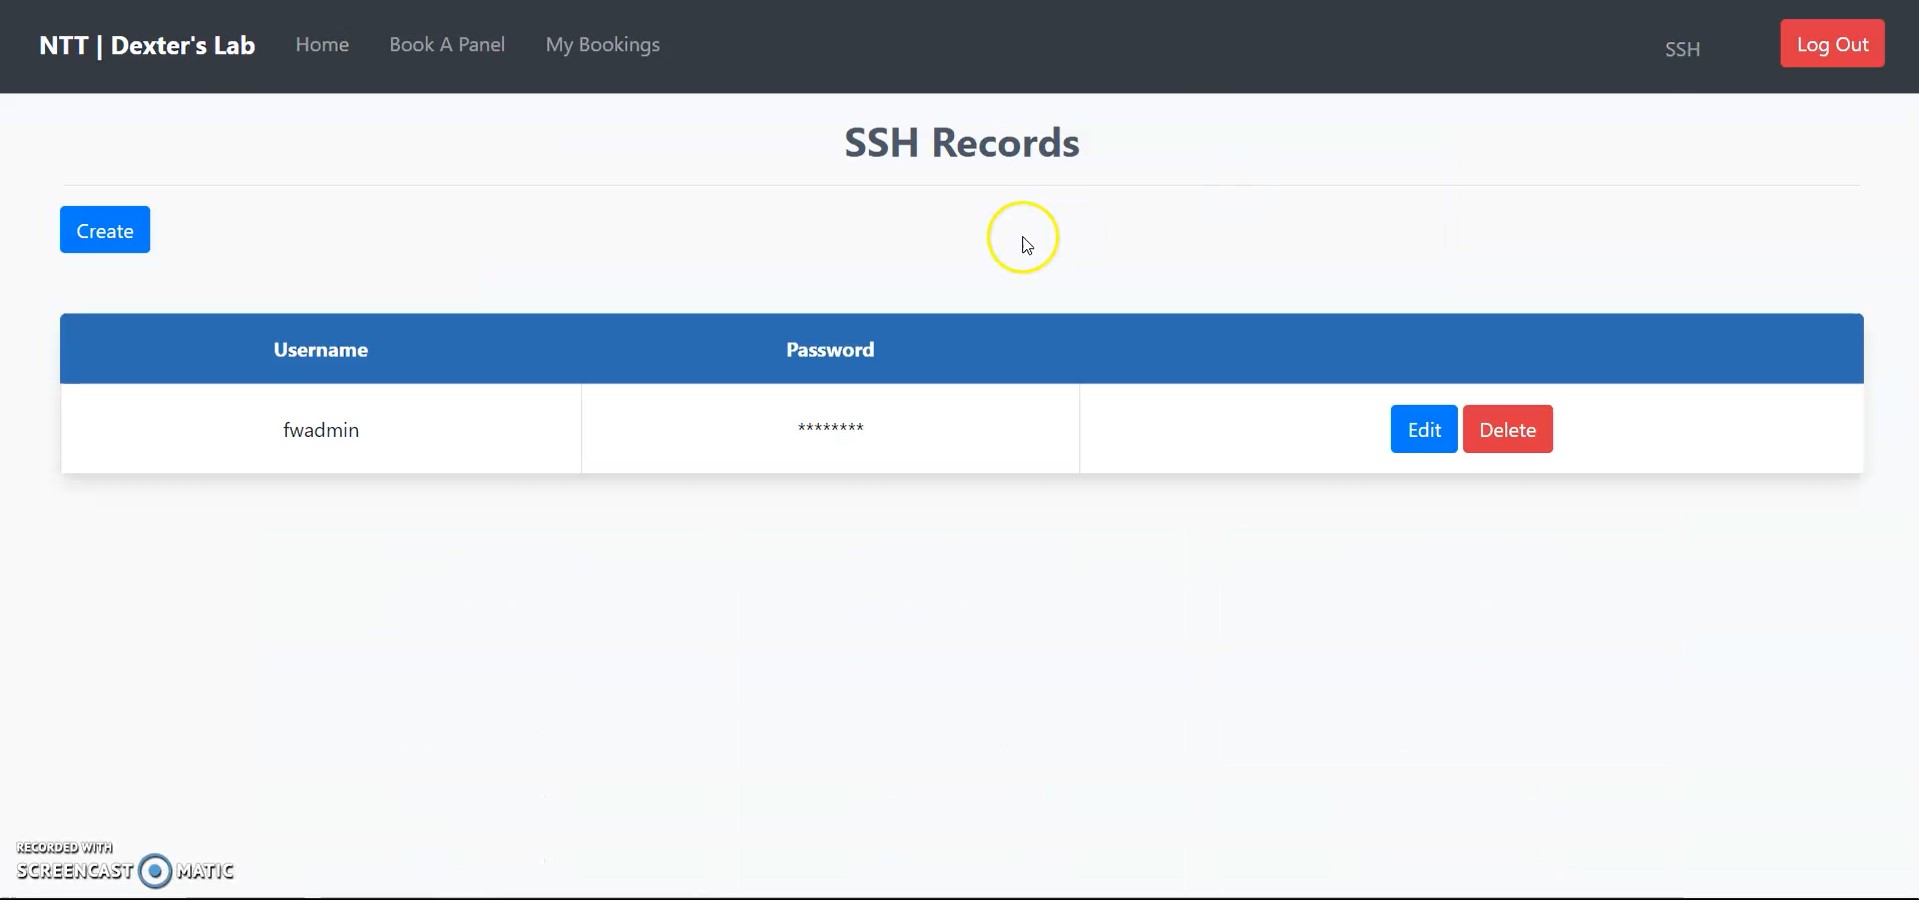 NTT | Dexter's Lab Home Book A Panel My Bookings SSH Log Out
SSH Records
Create
Username Password
fwadmin ******** Edit Delete
RECORDED WITH
SCREENCAST MATIC